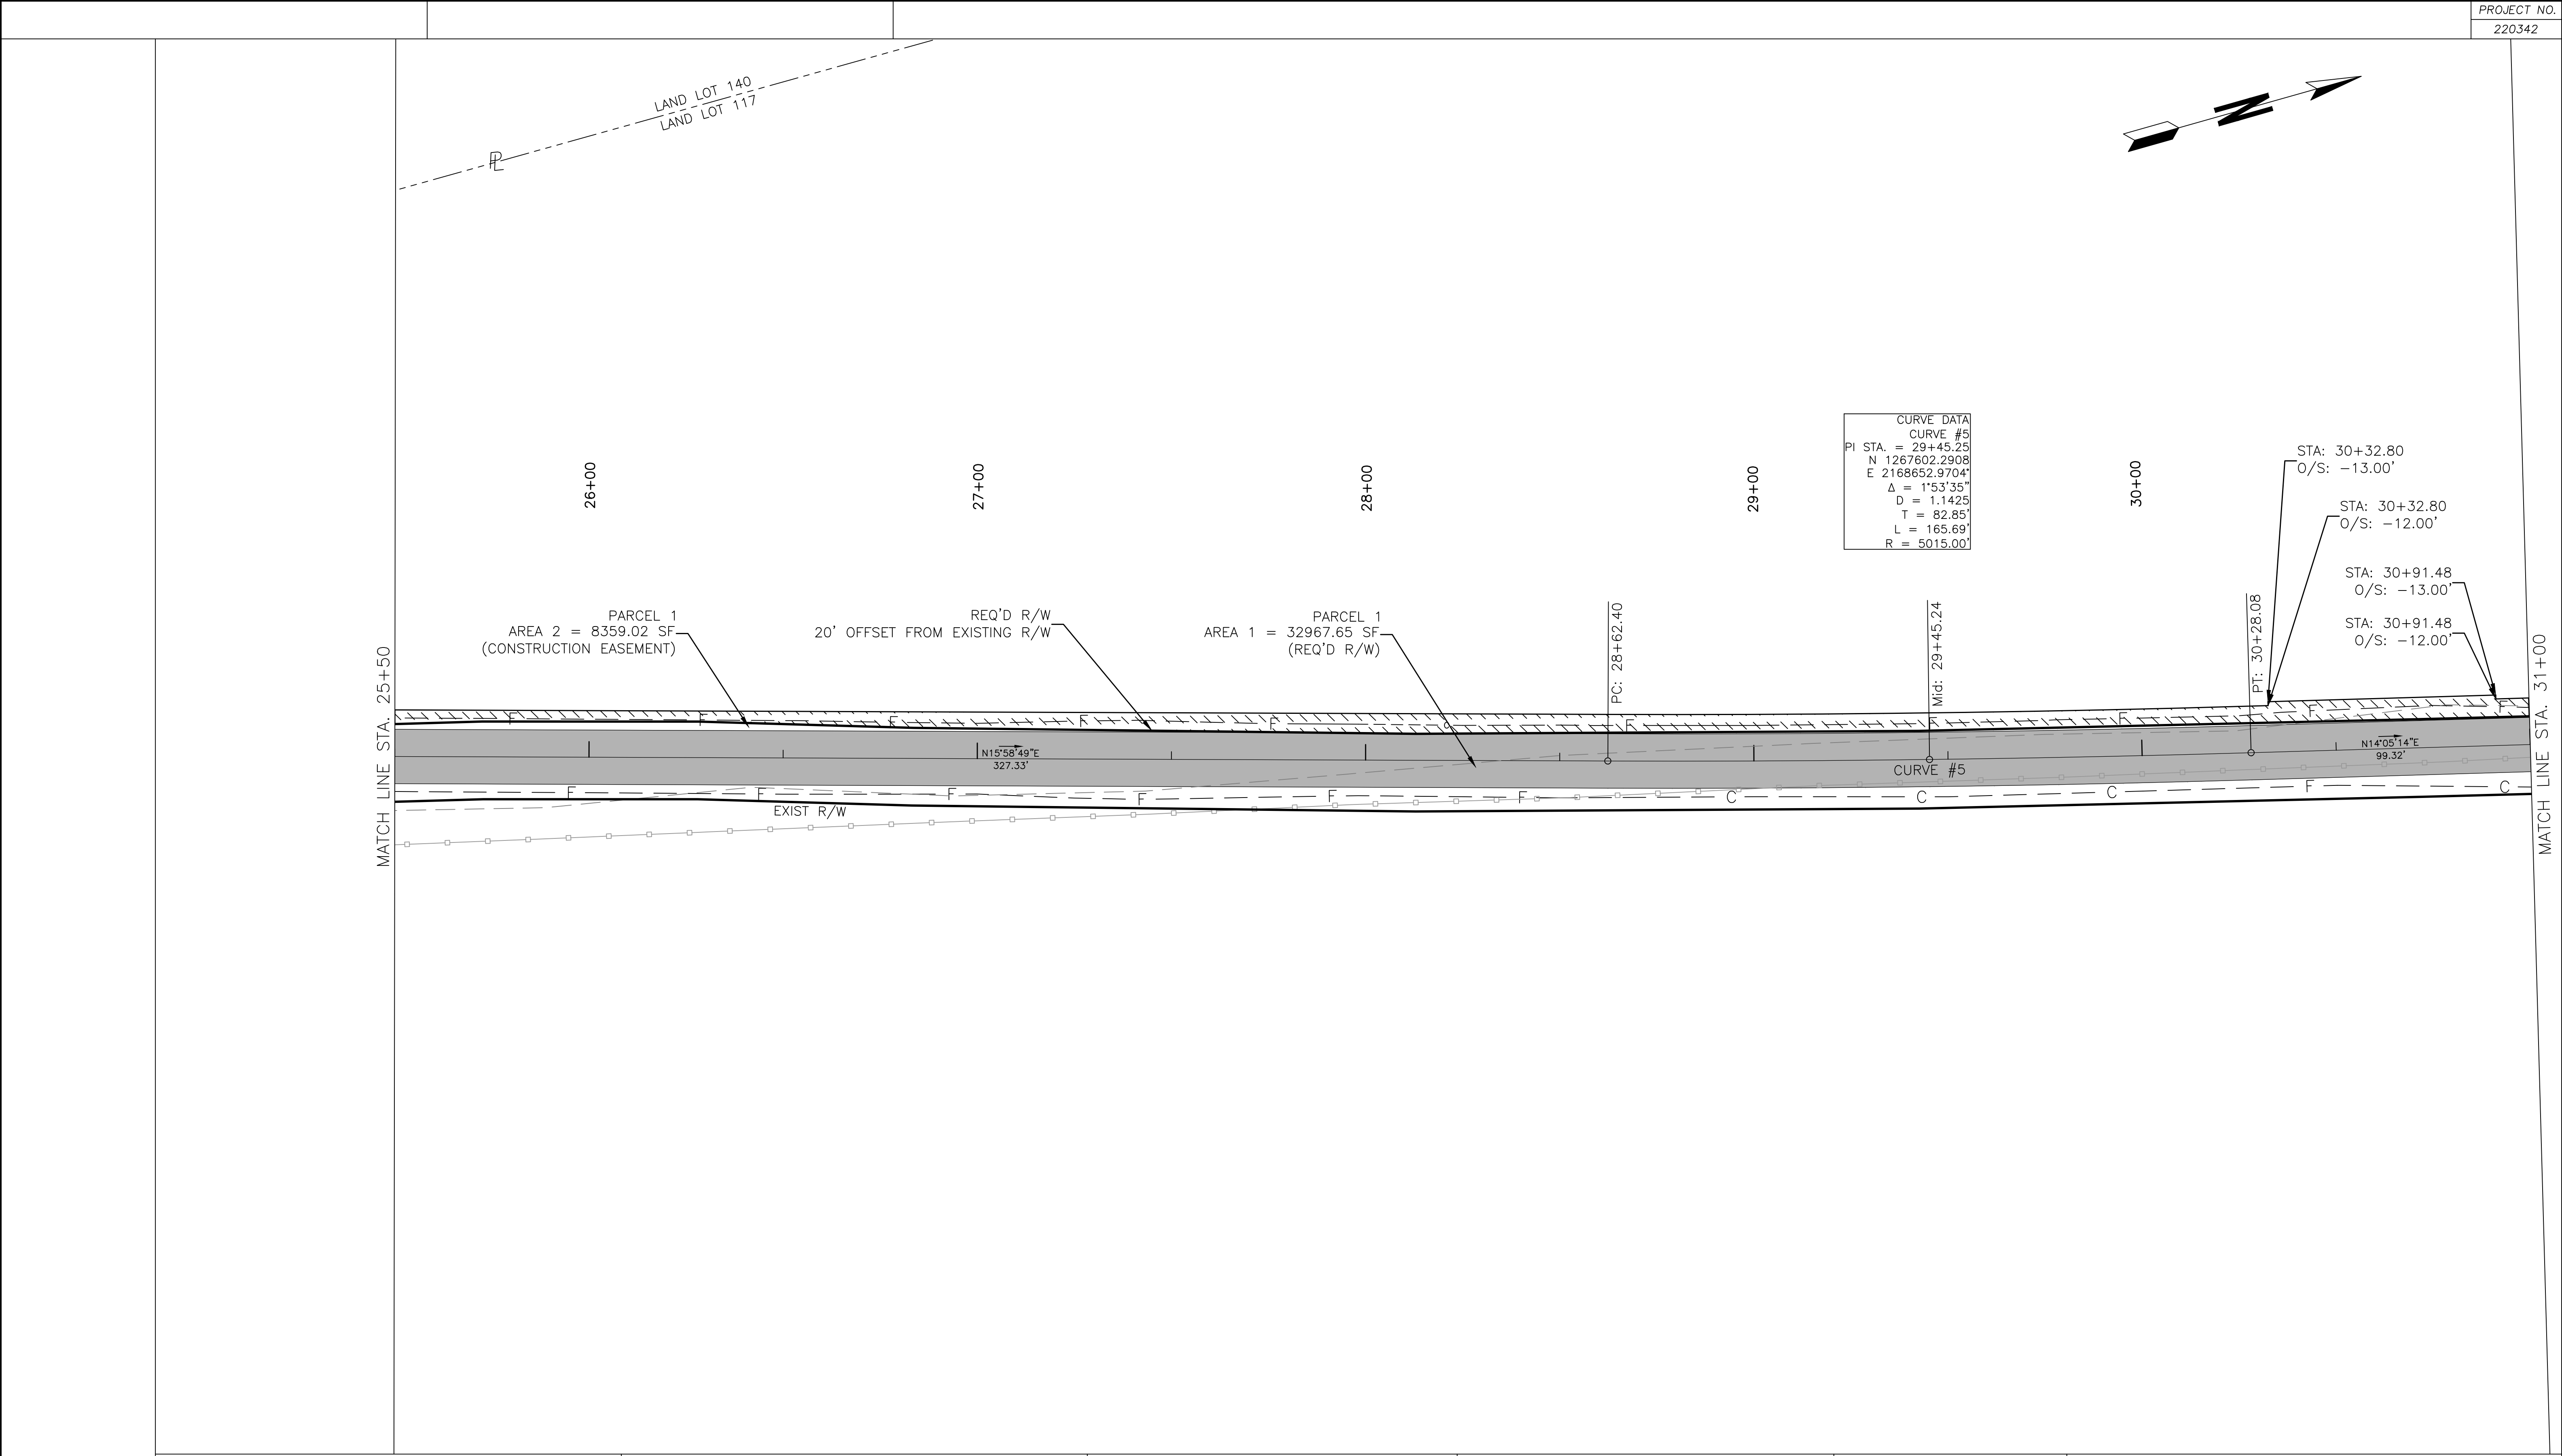 PROJECT NO.
220342
LAND LOT 140
LAND LOT 117
PL
N
26+00
27+00
28+00
29+00
30+00
CURVE DATA
CURVE #5
PI STA. = 29+45.25
N 1267602.2908
E 2168652.9704"
Δ = 1°53'35"
D = 1.1425
T = 82.85'
L = 165.69'
R = 5015.00'
STA: 30+32.80
O/S: -13.00'
STA: 30+32.80
O/S: -12.00'
STA: 30+91.48
O/S: -13.00'
STA: 30+91.48
O/S: -12.00'
PARCEL 1
AREA 2 = 8359.02 SF
(CONSTRUCTION EASEMENT)
REQ'D R/W
20' OFFSET FROM EXISTING R/W
PARCEL 1
AREA 1 = 32967.65 SF
(REQ'D R/W)
PC: 28+62.40
Mid: 29+45.24
PT: 30+28.08
MATCH LINE STA. 25+50
MATCH LINE STA. 31+00
F F F F F F F F F F
N15°58'49"E
327.33'
N14°05'14"E
99.32'
CURVE #5
F F F F F F C C C F C
EXIST R/W